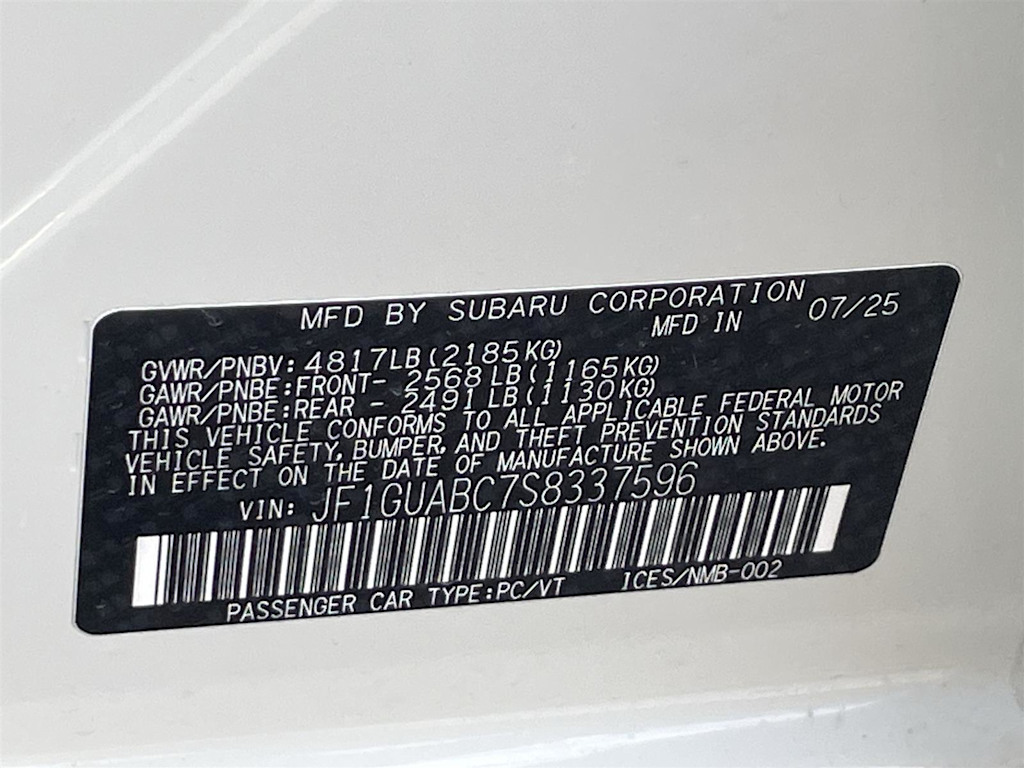 MFD BY SUBARU CORPORATION
MFD IN 07/25
GVWR/PNBV: 4817LB(2185KG)
GAWR/PNBE:FRONT- 2568LB(1165KG)
GAWR/PNBE:REAR - 2491LB(1130KG)
THIS VEHICLE CONFORMS TO ALL APPLICABLE FEDERAL MOTOR
VEHICLE SAFETY, BUMPER, AND THEFT PREVENTION STANDARDS
IN EFFECT ON THE DATE OF MANUFACTURE SHOWN ABOVE.
VIN: JF1GUABC7S8337596
PASSENGER CAR TYPE:PC/VT ICES/NMB-002